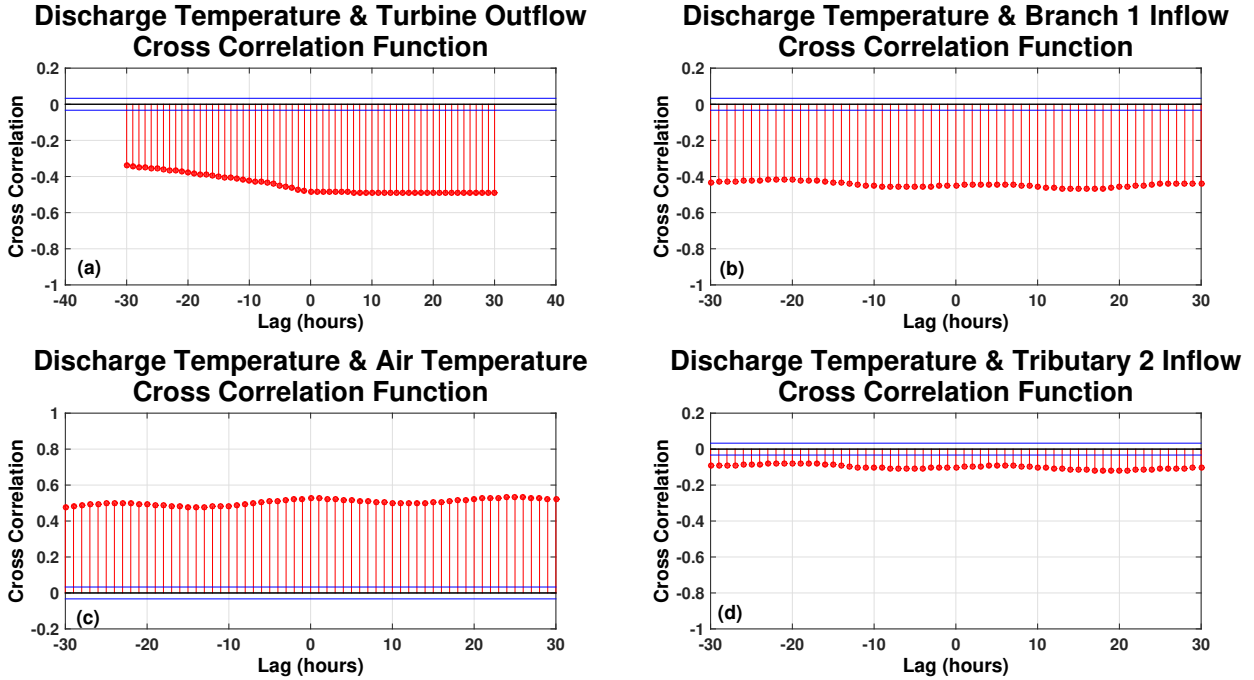 Discharge Temperature & Turbine Outflow
Cross Correlation Function
0.2
0
-0.2
-0.4
-0.6
-0.8
-1
Cross Correlation
(a)
-40
-30
-20
-10
0
10
20
30
40
Lag (hours)
Discharge Temperature & Branch 1 Inflow
Cross Correlation Function
0.2
0
-0.2
-0.4
-0.6
-0.8
-1
Cross Correlation
(b)
-30
-20
-10
0
10
20
30
Lag (hours)
Discharge Temperature & Air Temperature
Cross Correlation Function
1
0.8
0.6
0.4
0.2
0
-0.2
Cross Correlation
(c)
-30
-20
-10
0
10
20
30
Lag (hours)
Discharge Temperature & Tributary 2 Inflow
Cross Correlation Function
0.2
0
-0.2
-0.4
-0.6
-0.8
-1
Cross Correlation
(d)
-30
-20
-10
0
10
20
30
Lag (hours)